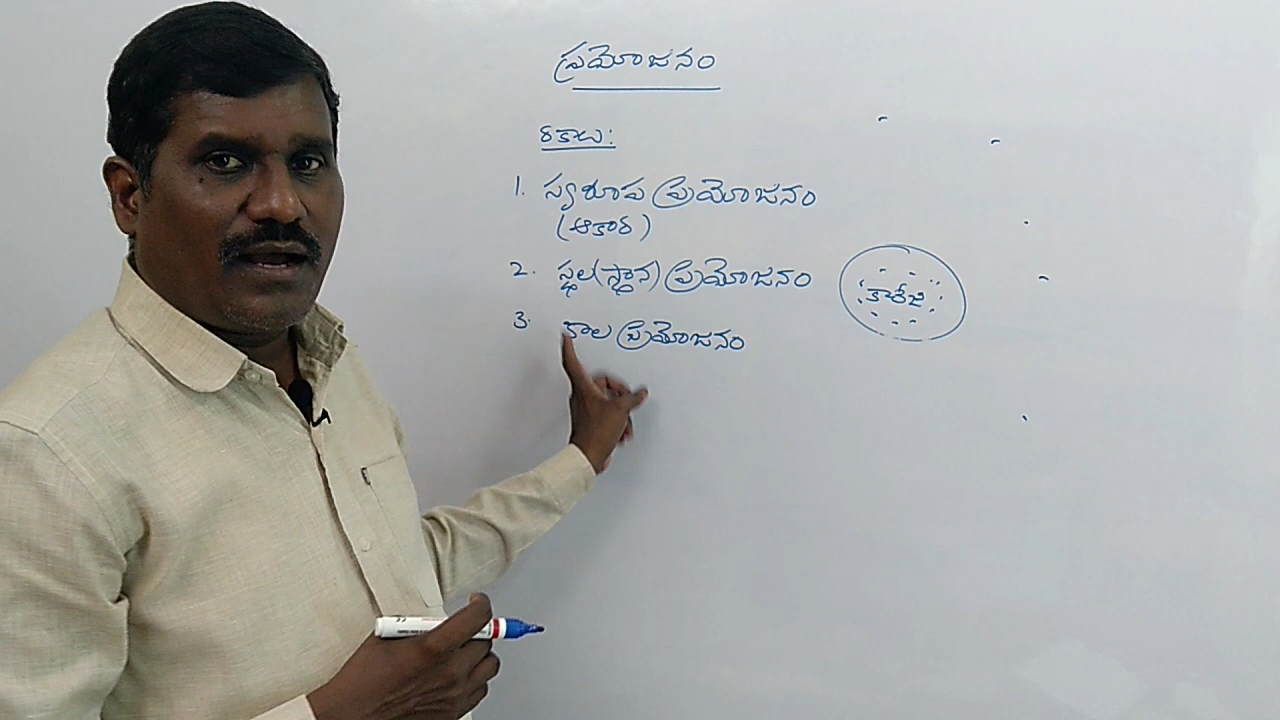 ప్రయోజనం
రకాలు:
1. స్వరూప ప్రయోజనం
(ఆకార)
2. స్థల(స్థాన) ప్రయోజనం
కాలేజి
3. కాల ప్రయోజనం